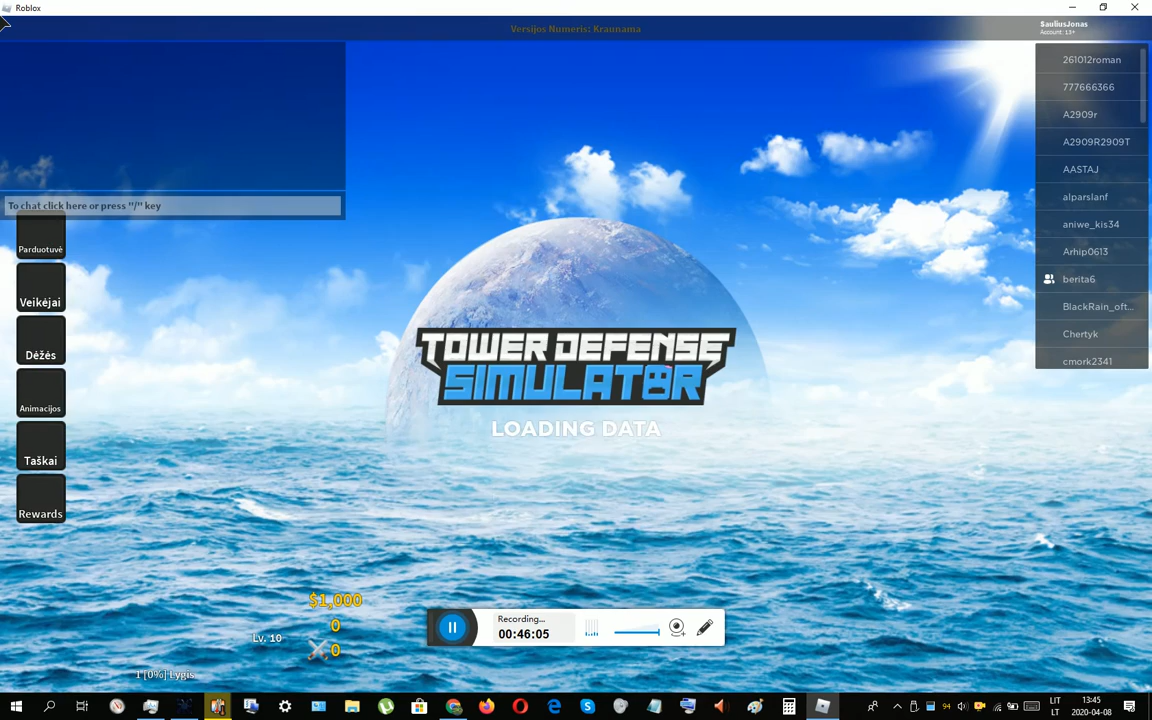 Roblox
Versijos Numeris: Kraunama
$auliusJonas
Account: 13+
261012roman
777666366
A2909r
A2909R2909T
AASTAJ
alparslanf
aniwe_kis34
Arhip0613
berita6
BlackRain_oft...
Chertyk
cmork2341
To chat click here or press "/" key
Parduotuvė
Veikėjai
Dėžės
Animacijos
Taškai
Rewards
TOWER DEFENSE
SIMULATOR
LOADING DATA
$1,000
0
Lv. 10
0
1 [0%] Lygis
Recording...
00:46:05
94
LIT
LT
13:45
2020-04-08